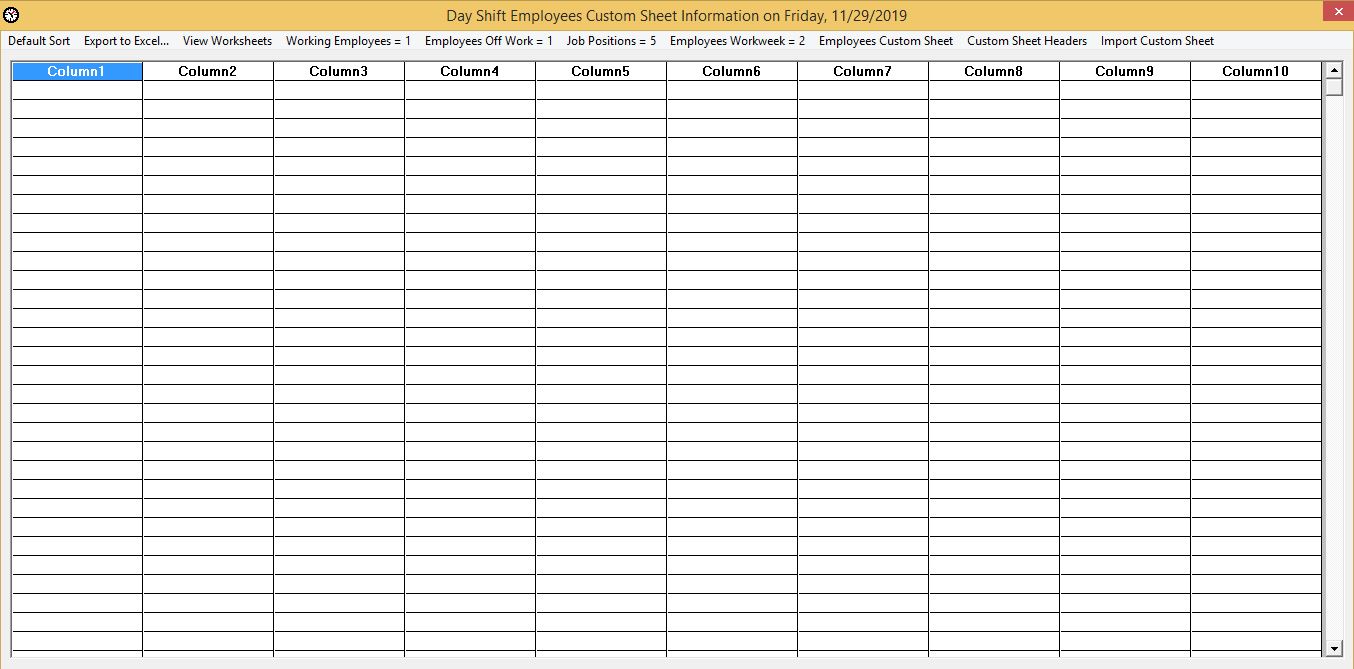 Day Shift Employees Custom Sheet Information on Friday, 11/29/2019
Default Sort Export to Excel... View Worksheets Working Employees = 1 Employees Off Work = 1 Job Positions = 5 Employees Workweek = 2 Employees Custom Sheet Custom Sheet Headers Import Custom Sheet
Column1 Column2 Column3 Column4 Column5 Column6 Column7 Column8 Column9 Column10